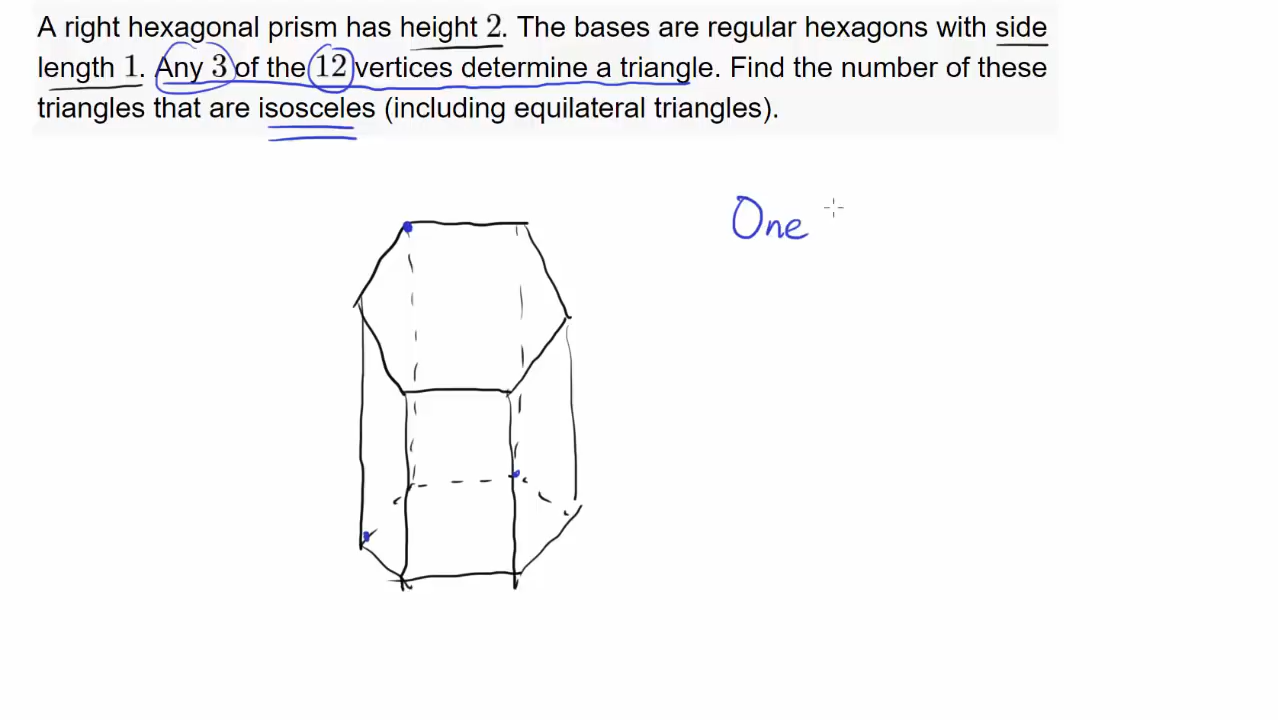 A right hexagonal prism has height 2. The bases are regular hexagons with side
length 1. Any 3 of the 12 vertices determine a triangle. Find the number of these
triangles that are isosceles (including equilateral triangles).
One